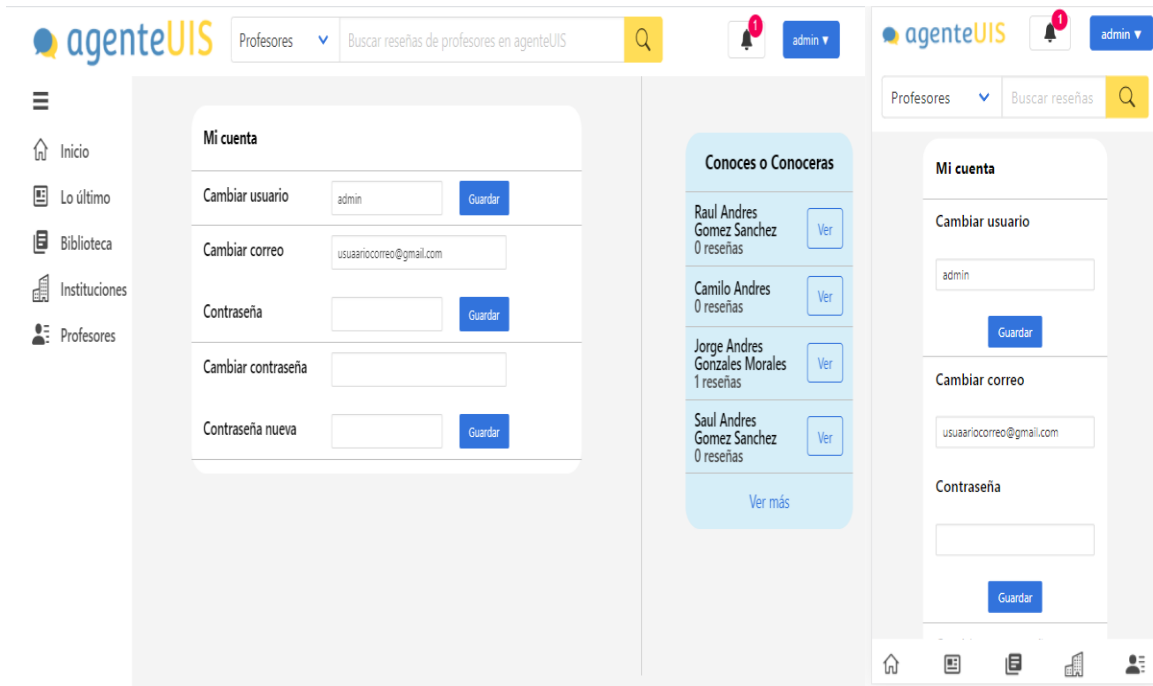 agenteUIS
Profesores
Buscar reseñas de profesores en agenteUIS
1
admin ▼
Inicio
Lo último
Biblioteca
Instituciones
Profesores
Mi cuenta
Cambiar usuario
admin
Guardar
Cambiar correo
usuaariocorreo@gmail.com
Contraseña
Guardar
Cambiar contraseña
Contraseña nueva
Guardar
Conoces o Conoceras
Raul Andres
Gomez Sanchez
0 reseñas
Ver
Camilo Andres
0 reseñas
Ver
Jorge Andres
Gonzales Morales
1 reseñas
Ver
Saul Andres
Gomez Sanchez
0 reseñas
Ver
Ver más
agenteUIS
1
admin ▼
Profesores
Buscar reseñas
Mi cuenta
Cambiar usuario
admin
Guardar
Cambiar correo
usuaariocorreo@gmail.com
Contraseña
Guardar